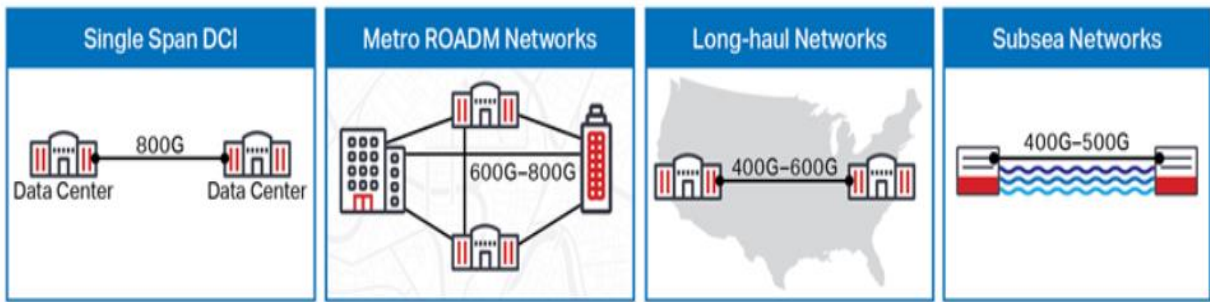 Single Span DCI
800G
Data Center
Data Center
Metro ROADM Networks
600G–800G
Long-haul Networks
400G–600G
Subsea Networks
400G–500G